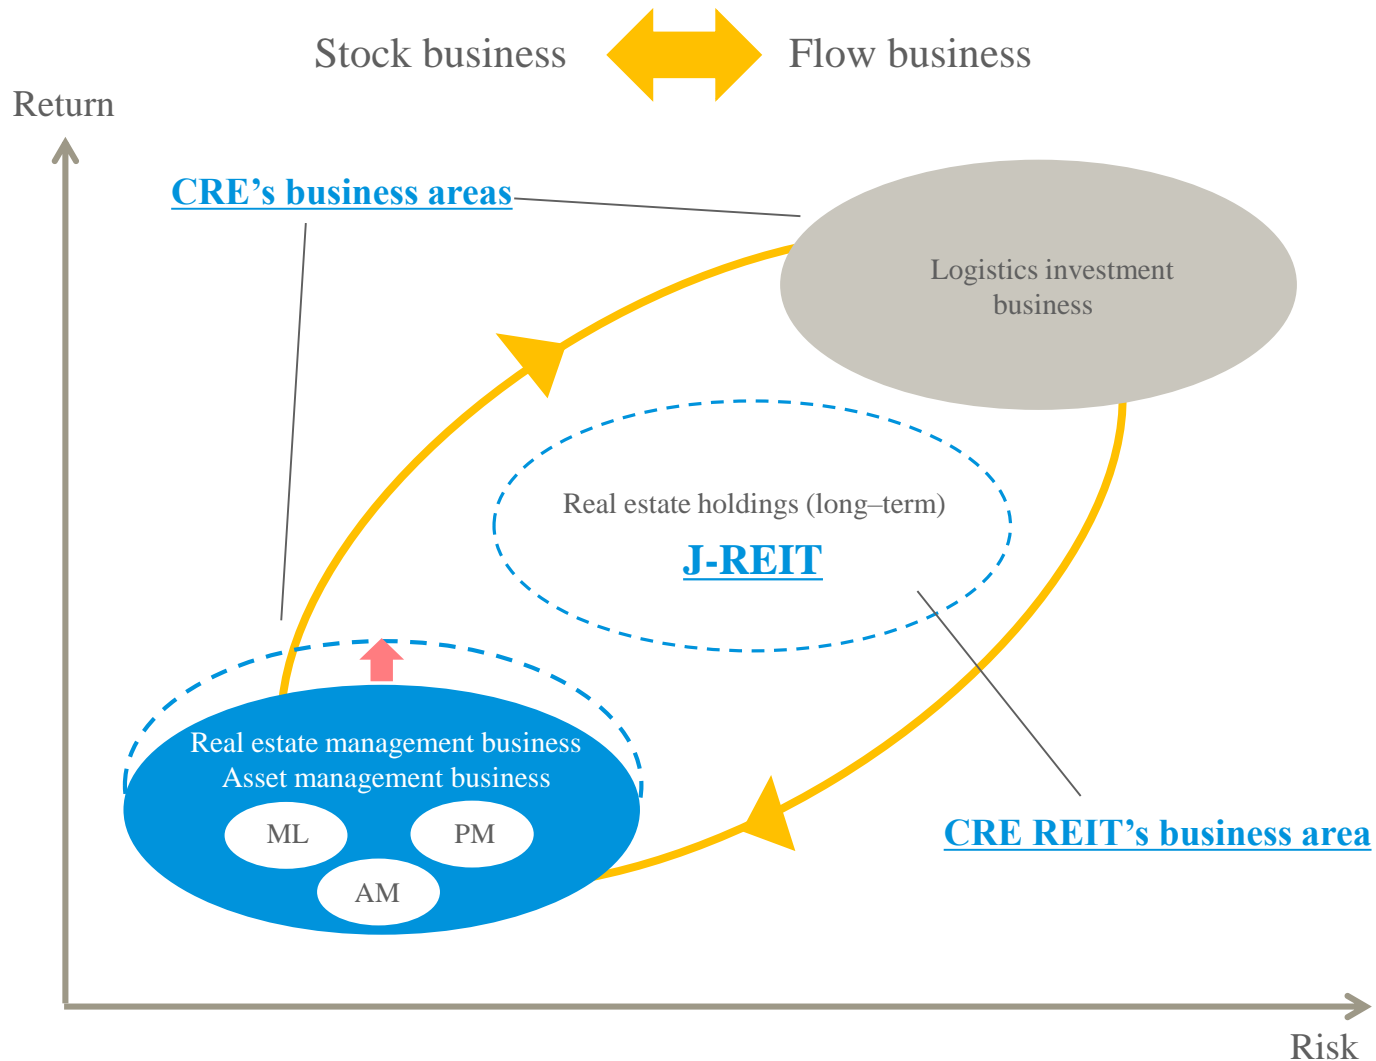 Stock business
Flow business
Return
CRE’s business areas
Logistics investment
business
Real estate holdings (long–term)
J-REIT
Real estate management business
Asset management business
ML
PM
AM
CRE REIT’s business area
Risk